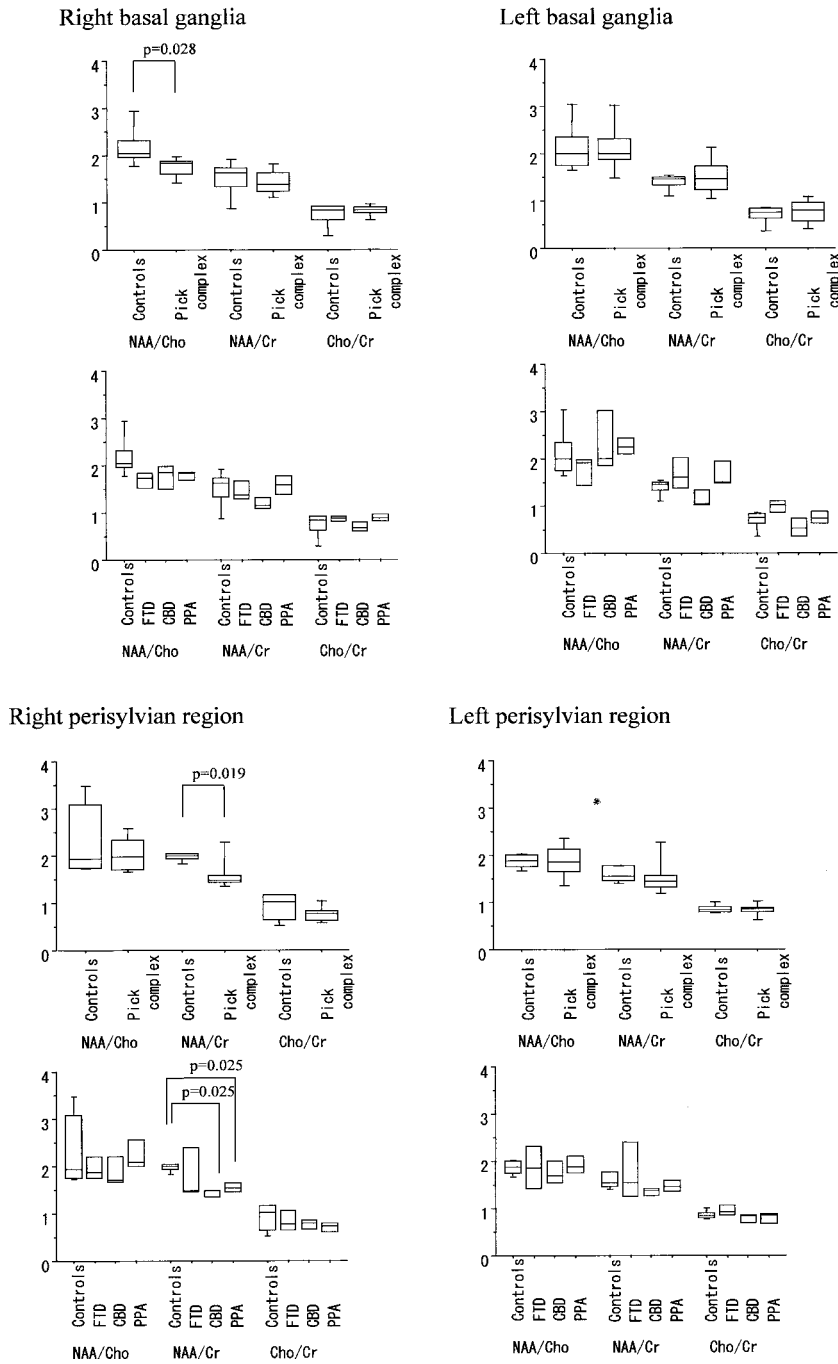 Right basal ganglia
p=0.028
4
3
2
1
0
Controls
Pick complex
Controls
Pick complex
Controls
Pick complex
NAA/Cho
NAA/Cr
Cho/Cr
Left basal ganglia
4
3
2
1
0
Controls
Pick complex
Controls
Pick complex
Controls
Pick complex
NAA/Cho
NAA/Cr
Cho/Cr
4
3
2
1
0
Controls
FTD
CBD
PPA
Controls
FTD
CBD
PPA
Controls
FTD
CBD
PPA
NAA/Cho
NAA/Cr
Cho/Cr
4
3
2
1
0
Controls
FTD
CBD
PPA
Controls
FTD
CBD
PPA
Controls
FTD
CBD
PPA
NAA/Cho
NAA/Cr
Cho/Cr
Right perisylvian region
p=0.019
4
3
2
1
0
Controls
Pick complex
Controls
Pick complex
Controls
Pick complex
NAA/Cho
NAA/Cr
Cho/Cr
Left perisylvian region
4
3
2
1
0
*
Controls
Pick complex
Controls
Pick complex
Controls
Pick complex
NAA/Cho
NAA/Cr
Cho/Cr
p=0.025
p=0.025
4
3
2
1
0
Controls
FTD
CBD
PPA
Controls
FTD
CBD
PPA
Controls
FTD
CBD
PPA
NAA/Cho
NAA/Cr
Cho/Cr
4
3
2
1
0
Controls
FTD
CBD
PPA
Controls
FTD
CBD
PPA
Controls
FTD
CBD
PPA
NAA/Cho
NAA/Cr
Cho/Cr